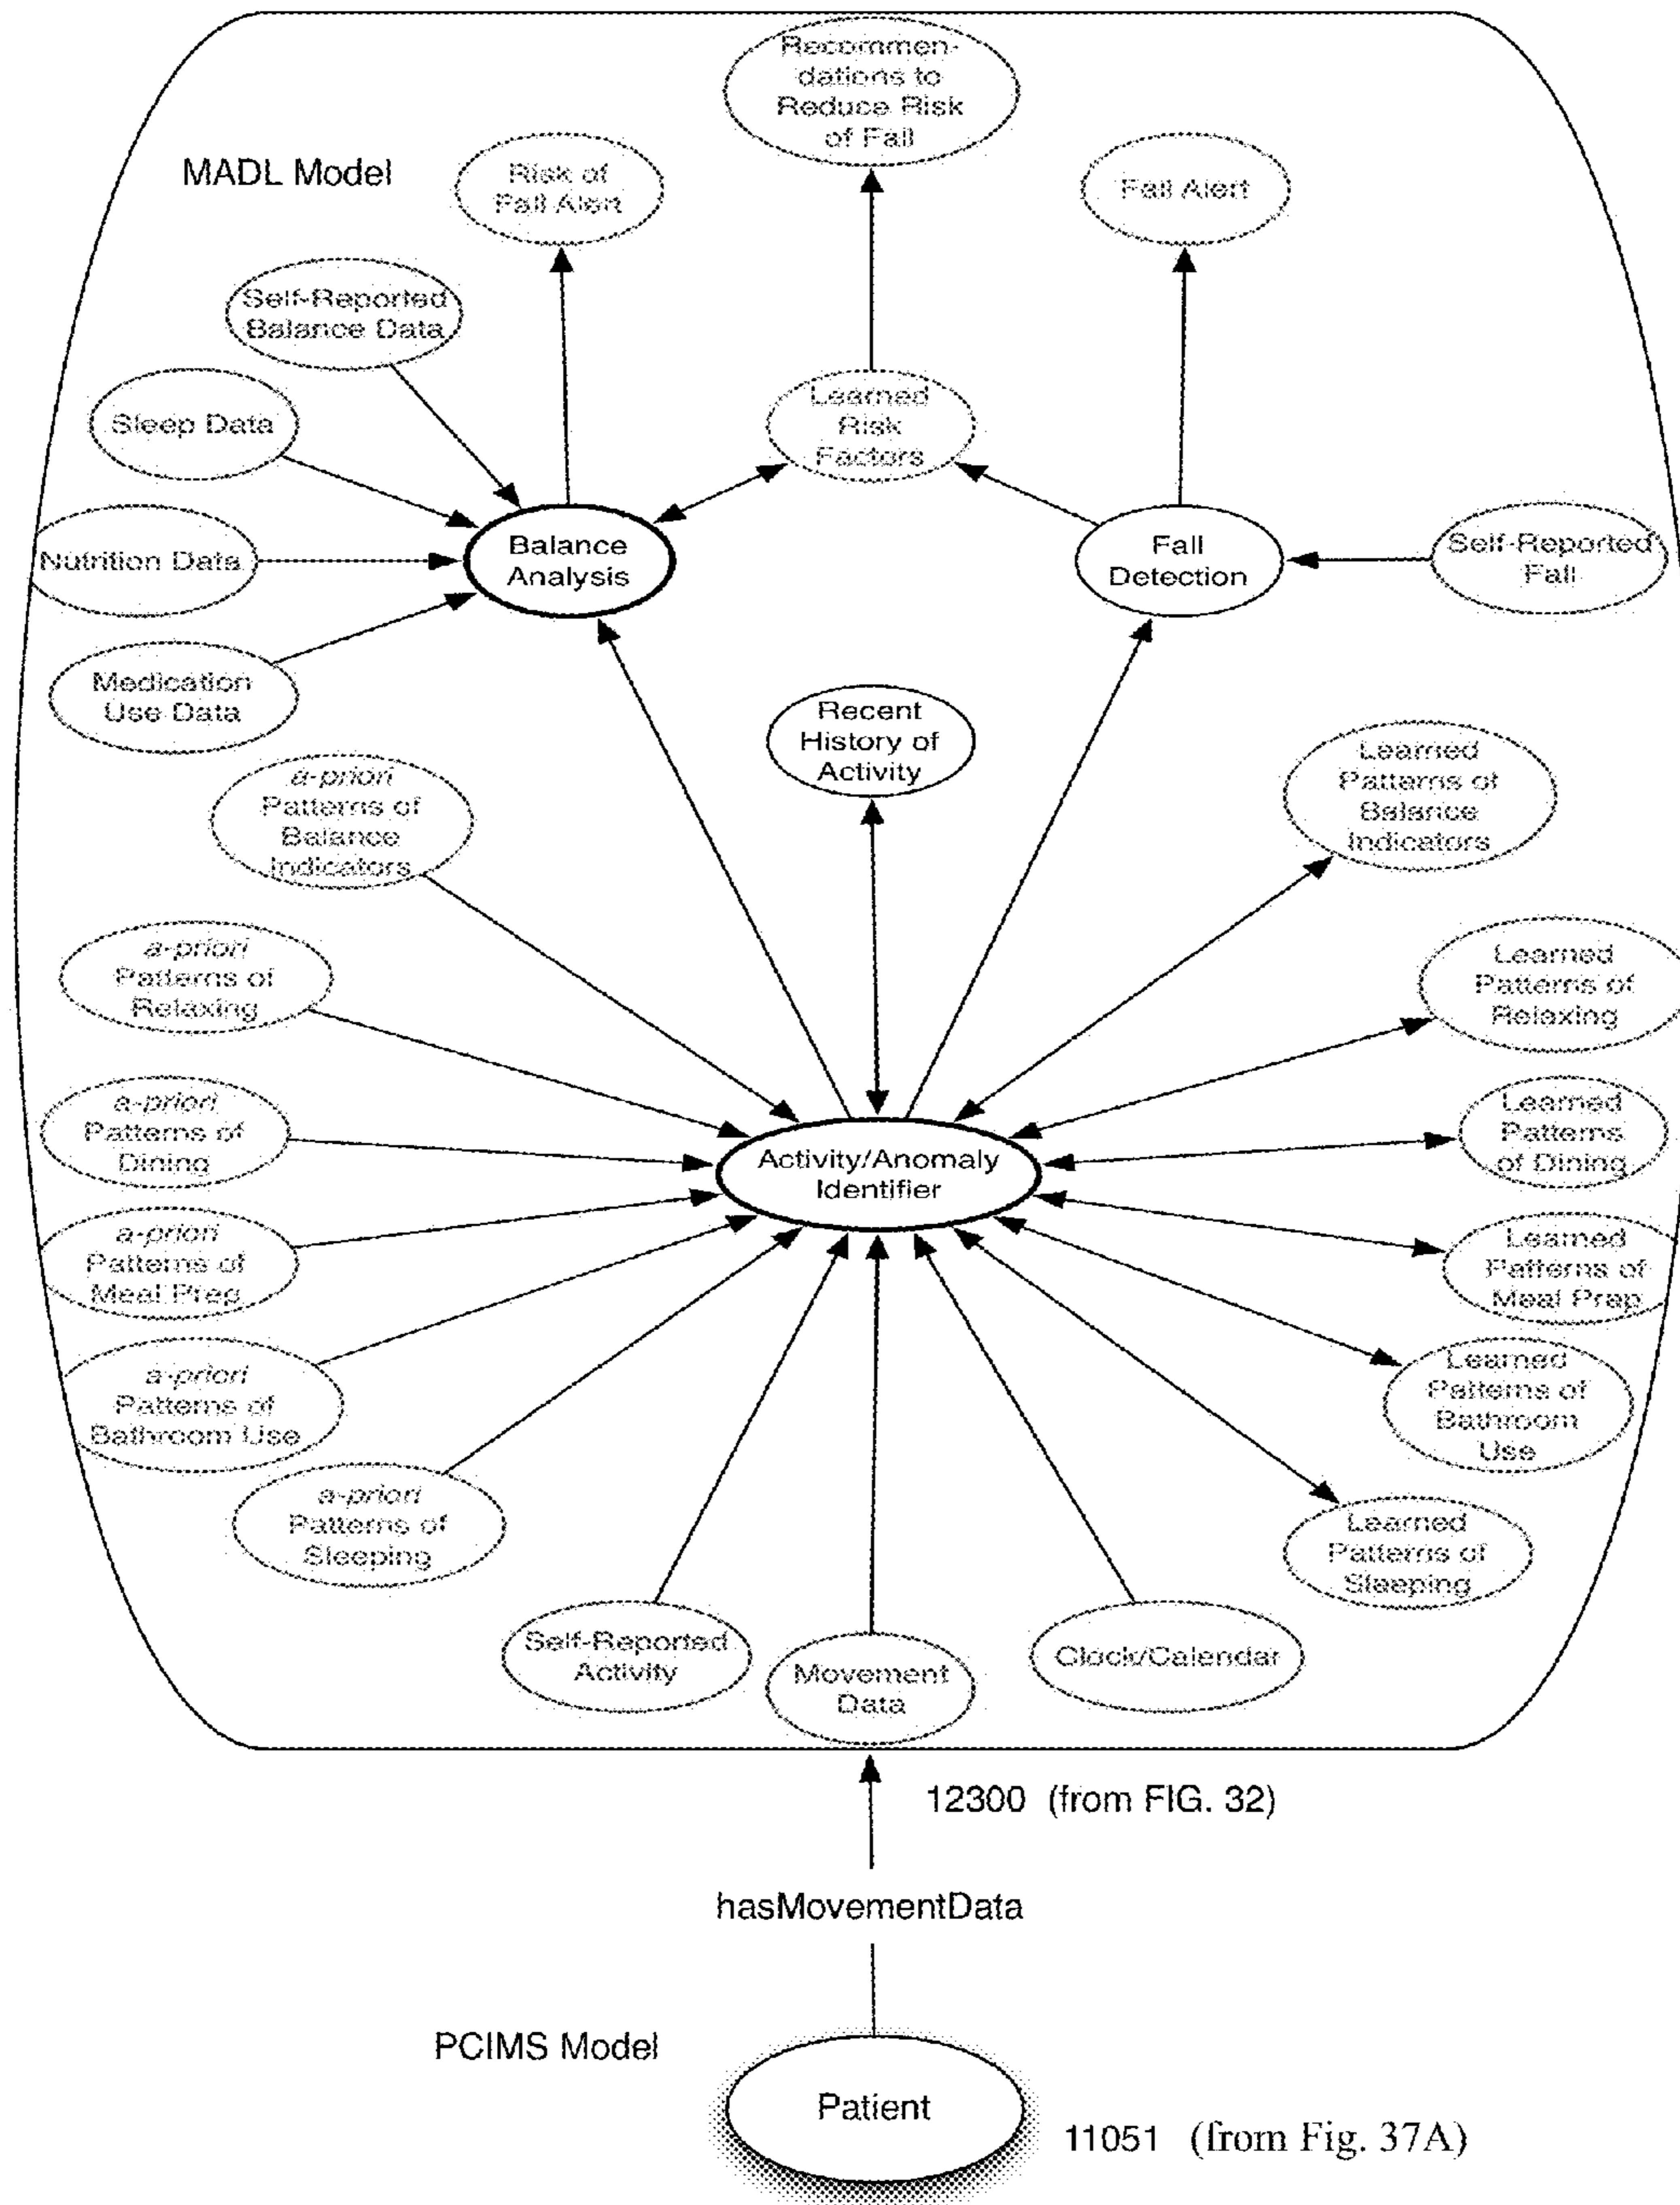 Recommen-
dations to
Reduce Risk
of Fall
MADL Model
Risk of
Fall Alert
Fall Alert
Self-Reported
Balance Data
Sleep Data
Learned
Risk
Factors
Nutrition Data
Balance
Analysis
Fall
Detection
Self-Reported
Fall
Medication
Use Data
Recent
History of
Activity
a-priori
Patterns of
Balance
Indicators
Learned
Patterns of
Balance
Indicators
a-priori
Patterns of
Relaxing
Learned
Patterns of
Relaxing
a-priori
Patterns of
Dining
Activity/Anomaly
Identifier
Learned
Patterns
of Dining
a-priori
Patterns of
Meal Prep
Learned
Patterns of
Meal Prep
a-priori
Patterns of
Bathroom Use
Learned
Patterns of
Bathroom
Use
a-priori
Patterns of
Sleeping
Learned
Patterns of
Sleeping
Self-Reported
Activity
Movement
Data
Clock/Calendar
12300 (from FIG. 32)
hasMovementData
PCIMS Model
Patient
11051 (from Fig. 37A)